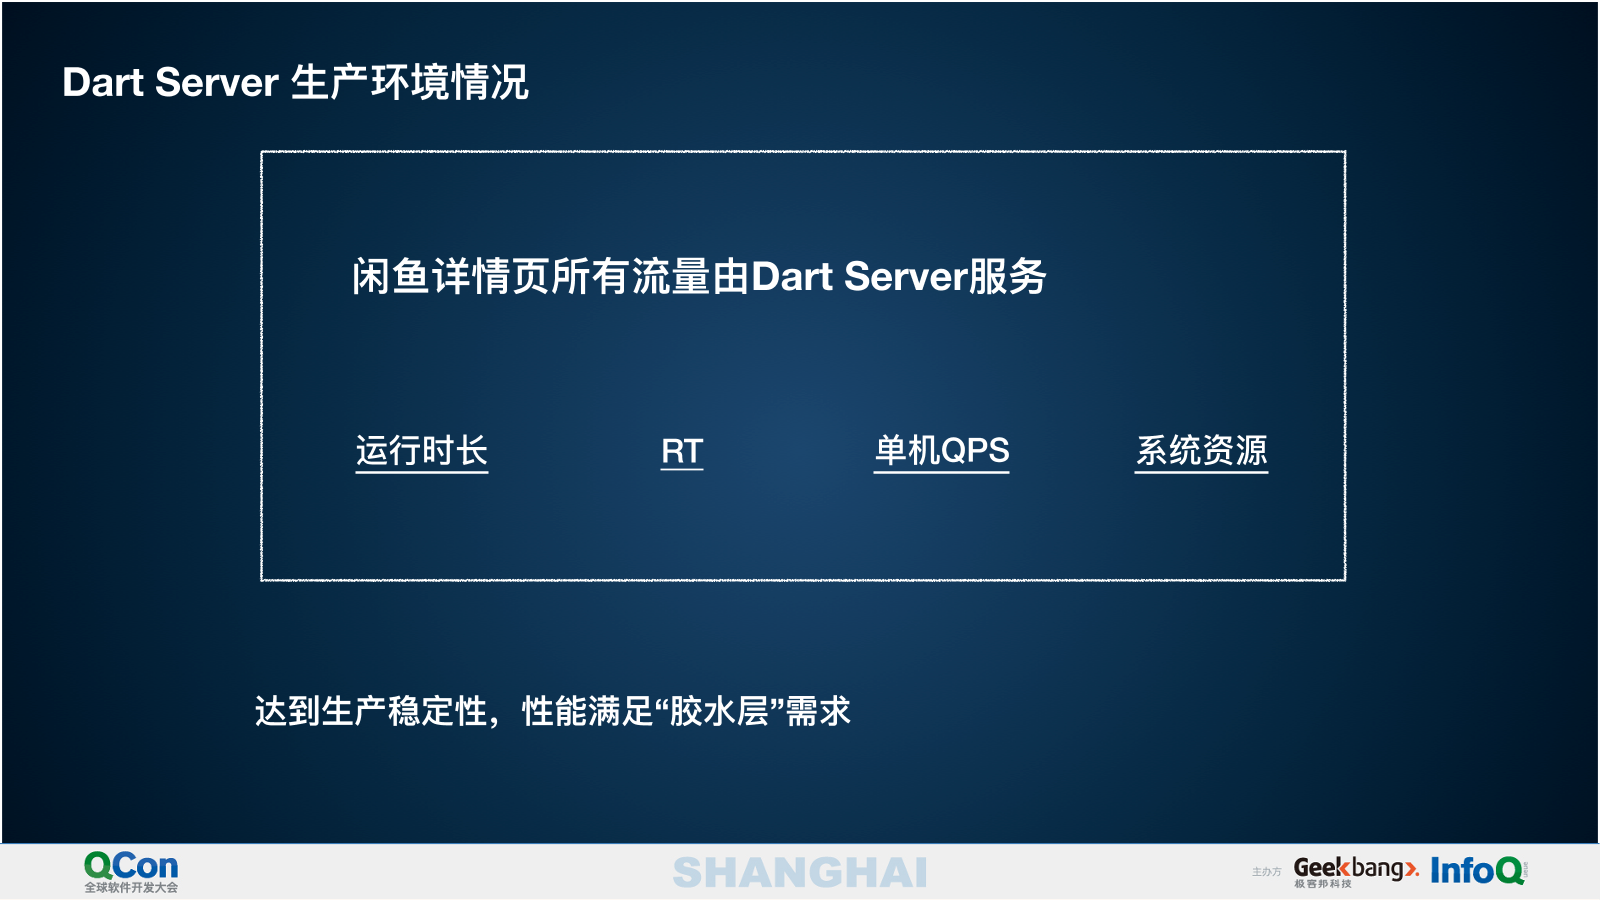 Dart Server 生产环境情况
闲鱼详情页所有流量由Dart Server服务
运行时长
RT
单机QPS
系统资源
达到生产稳定性，性能满足“胶水层”需求
QCon
全球软件开发大会
SHANGHAI
主办方
Geekbang
极客邦科技
InfoQ